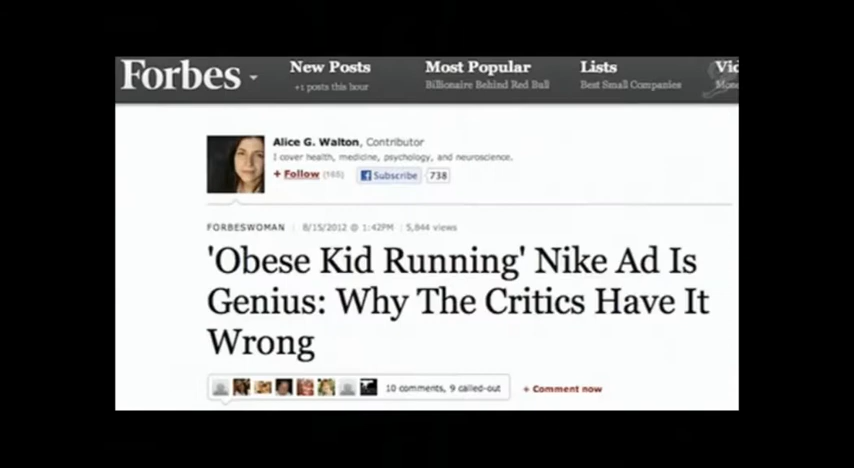 Forbes
New Posts
+1 posts this hour
Most Popular
Billionaire Behind Red Bull
Lists
Best Small Companies
Alice G. Walton, Contributor
I cover health, medicine, psychology, and neuroscience.
+ Follow (165)
Subscribe 738
FORBESWOMAN | 8/15/2012 @ 1:42PM | 5,844 views
'Obese Kid Running' Nike Ad Is
Genius: Why The Critics Have It
Wrong
10 comments, 9 called-out
+ Comment now